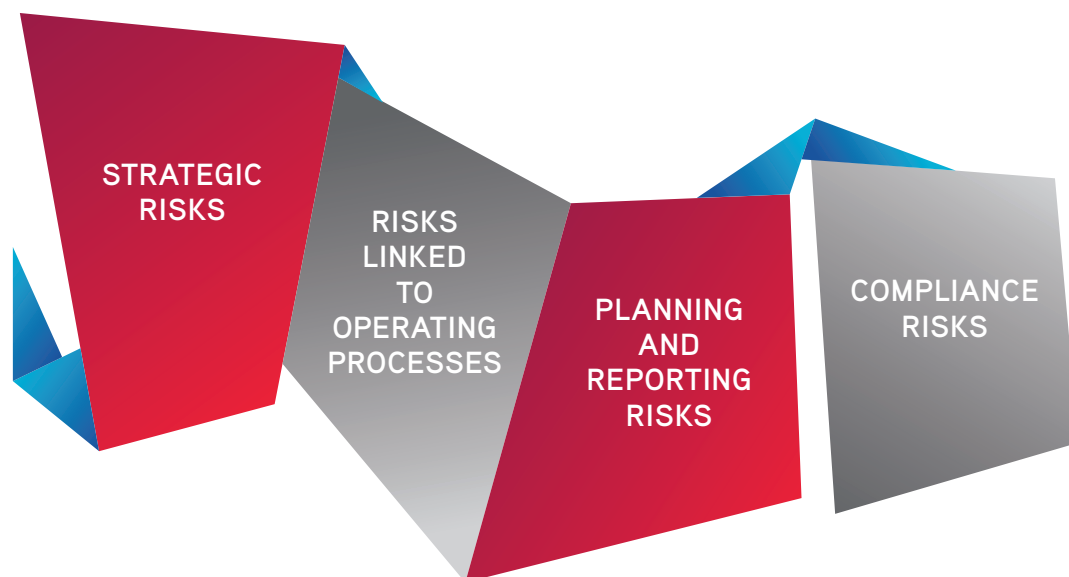 STRATEGIC
RISKS
RISKS
LINKED
TO
OPERATING
PROCESSES
PLANNING
AND
REPORTING
RISKS
COMPLIANCE
RISKS